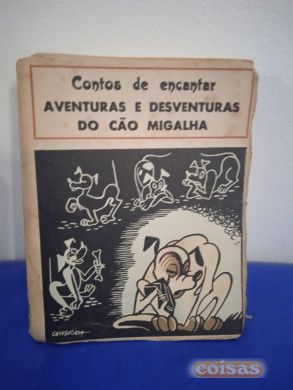 Contos de encantar
AVENTURAS E DESVENTURAS
DO CÃO MIGALHA
coisas